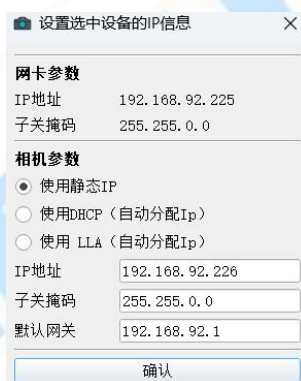 设置选中设备的IP信息
网卡参数
IP地址 192.168.92.225
子关掩码 255.255.0.0
相机参数
使用静态IP
使用DHCP（自动分配Ip）
使用 LLA（自动分配Ip）
IP地址 192.168.92.226
子关掩码 255.255.0.0
默认网关 192.168.92.1
确认